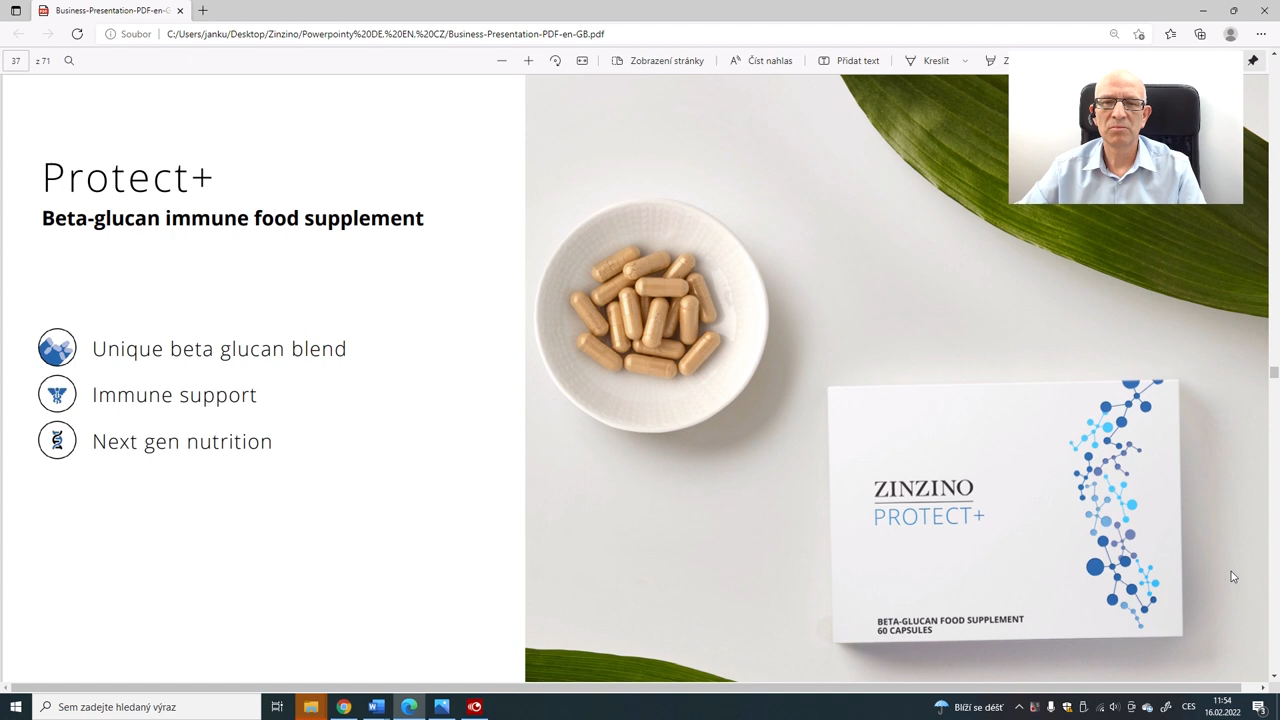 Business-Presentation-PDF-en-G
Soubor
C:/Users/janku/Desktop/Zinzino/Powerpointy%20DE.%20EN.%20CZ/Business-Presentation-PDF-en-GB.pdf
37 z 71
Zobrazení stránky
Číst nahlas
Přidat text
Kreslit
Protect+
Beta-glucan immune food supplement
Unique beta glucan blend
Immune support
Next gen nutrition
ZINZINO
PROTECT+
BETA-GLUCAN FOOD SUPPLEMENT
60 CAPSULES
Sem zadejte hledaný výraz
Blíží se déšť
CES
11:54
16.02.2022